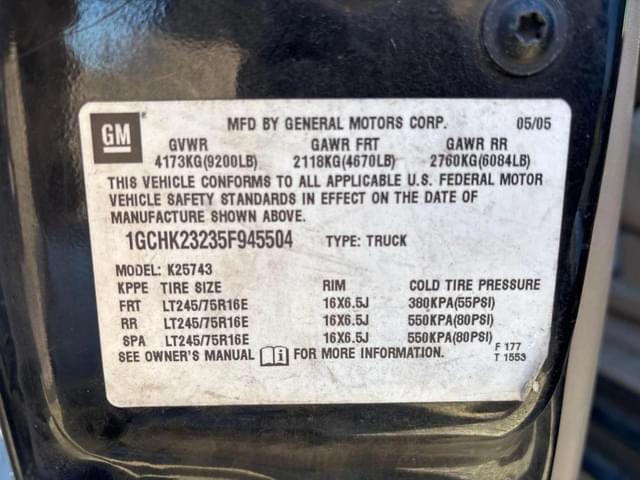 GM
MFD BY GENERAL MOTORS CORP. 05/05
GVWR GAWR FRT GAWR RR
4173KG(9200LB) 2118KG(4670LB) 2760KG(6084LB)
THIS VEHICLE CONFORMS TO ALL APPLICABLE U.S. FEDERAL MOTOR
VEHICLE SAFETY STANDARDS IN EFFECT ON THE DATE OF
MANUFACTURE SHOWN ABOVE.
1GCHK23235F945504 TYPE: TRUCK
MODEL: K25743
KPPE TIRE SIZE RIM COLD TIRE PRESSURE
FRT LT245/75R16E 16X6.5J 380KPA(55PSI)
RR LT245/75R16E 16X6.5J 550KPA(80PSI)
SPA LT245/75R16E 16X6.5J 550KPA(80PSI)
SEE OWNER'S MANUAL FOR MORE INFORMATION.
F 177
T 1553